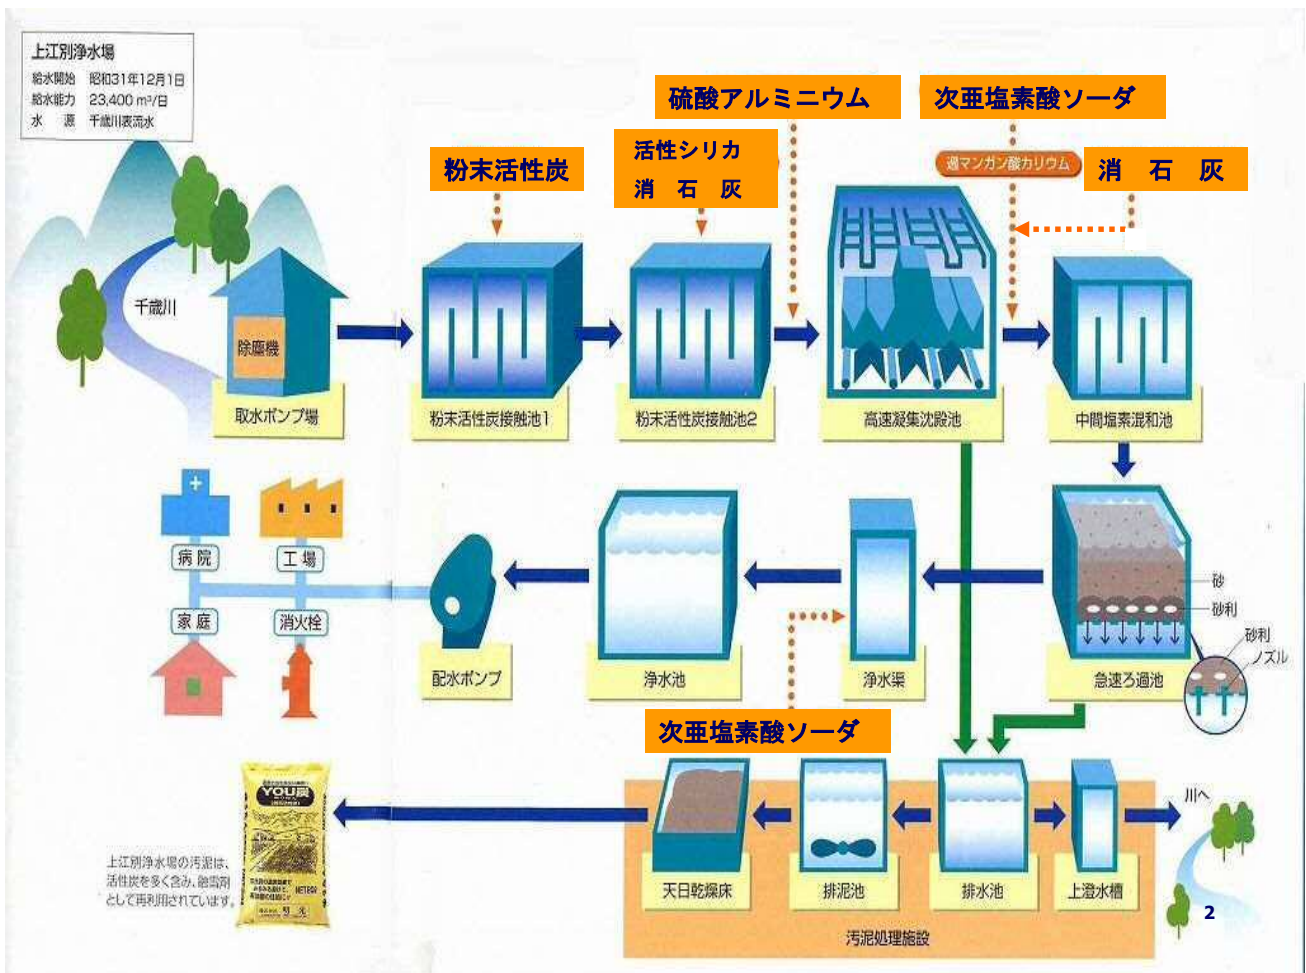 上江別浄水場
給水開始 昭和31年12月1日
給水能力 23,400 m³/日
水 源 千歳川表流水
硫酸アルミニウム
次亜塩素酸ソーダ
粉末活性炭
活性シリカ
消 石 灰
過マンガン酸カリウム
消 石 灰
千歳川
除塵機
取水ポンプ場
粉末活性炭接触池1
粉末活性炭接触池2
高速凝集沈殿池
中間塩素混和池
病院
工場
家庭
消火栓
配水ポンプ
浄水池
浄水渠
急速ろ過池
砂
砂利
砂利
ノズル
次亜塩素酸ソーダ
YOU炭
METEOR
上江別浄水場の汚泥は、
活性炭を多く含み、融雪剤
として再利用されています。
天日乾燥床
排泥池
排水池
上澄水槽
川へ
汚泥処理施設
2